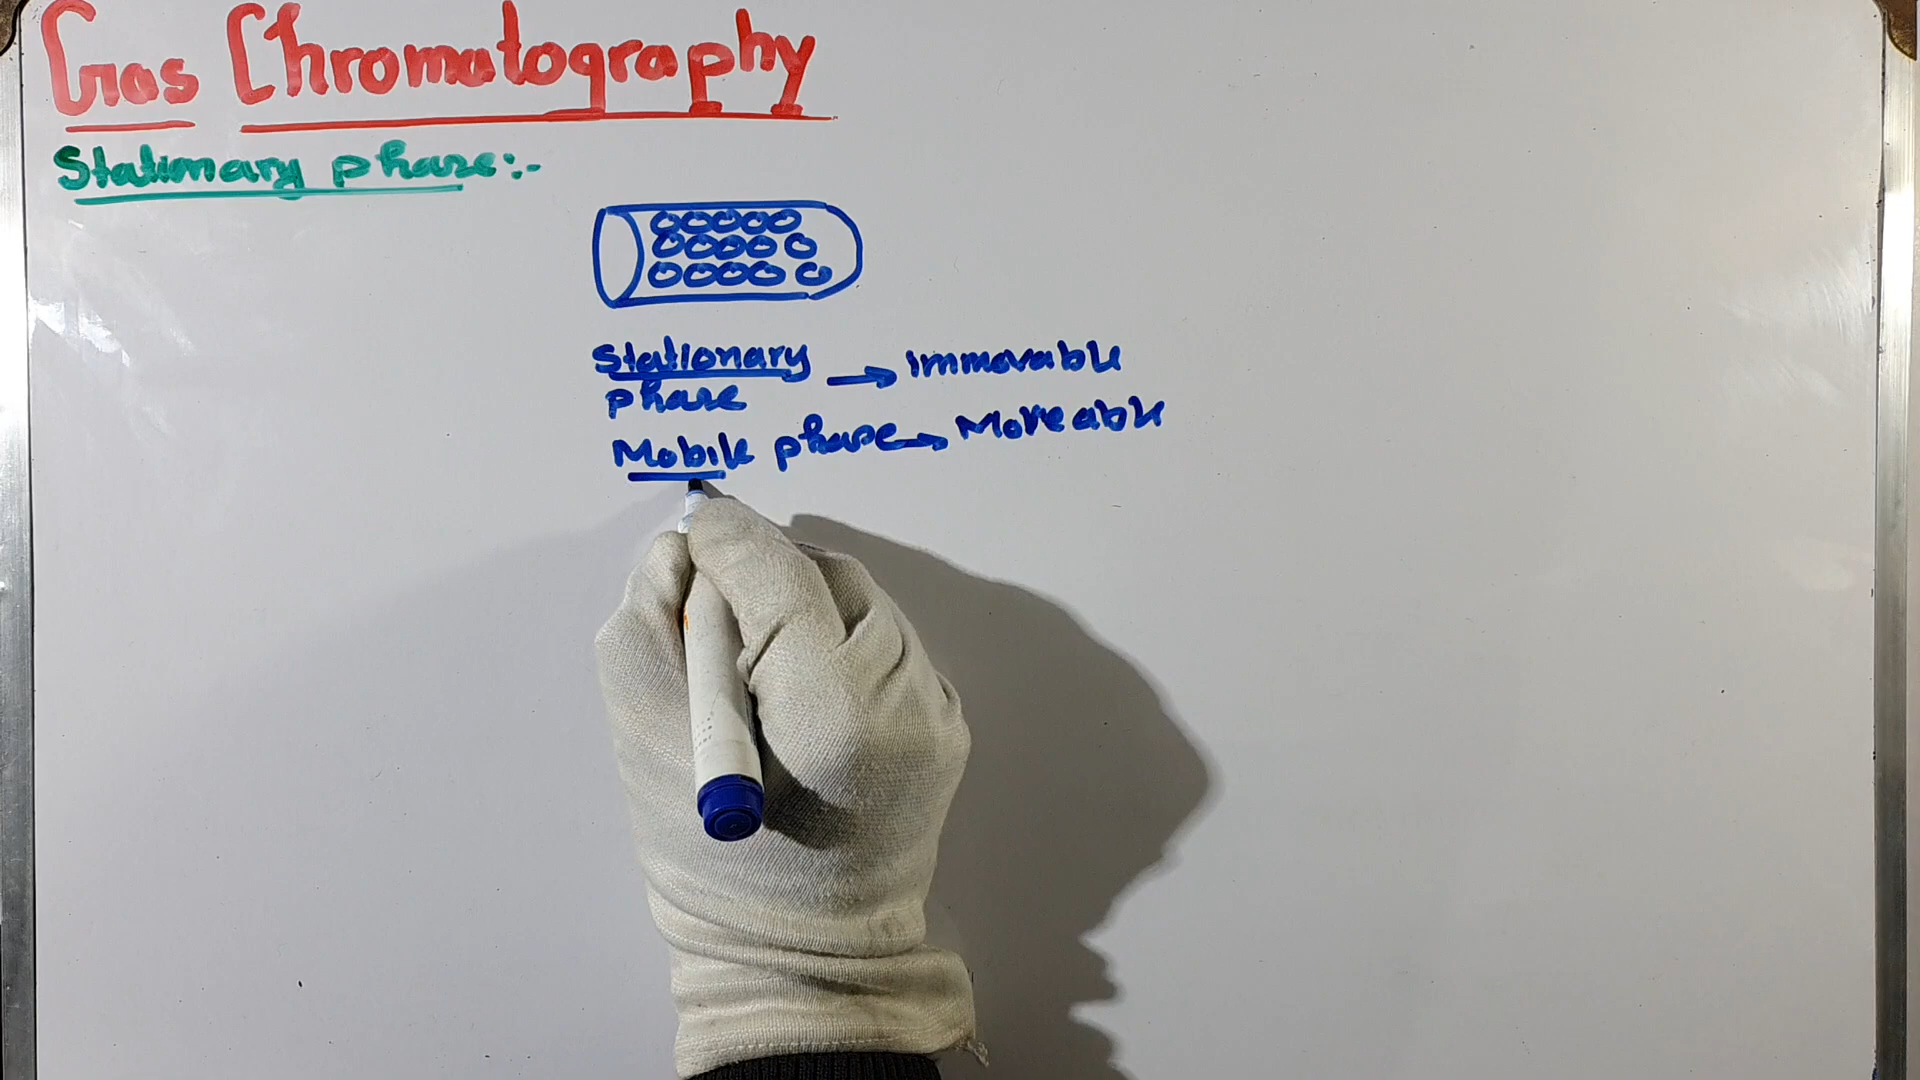 Gas Chromatography
Stationary phase:-
Stationary phase → immovable
Mobile phase → Moveable